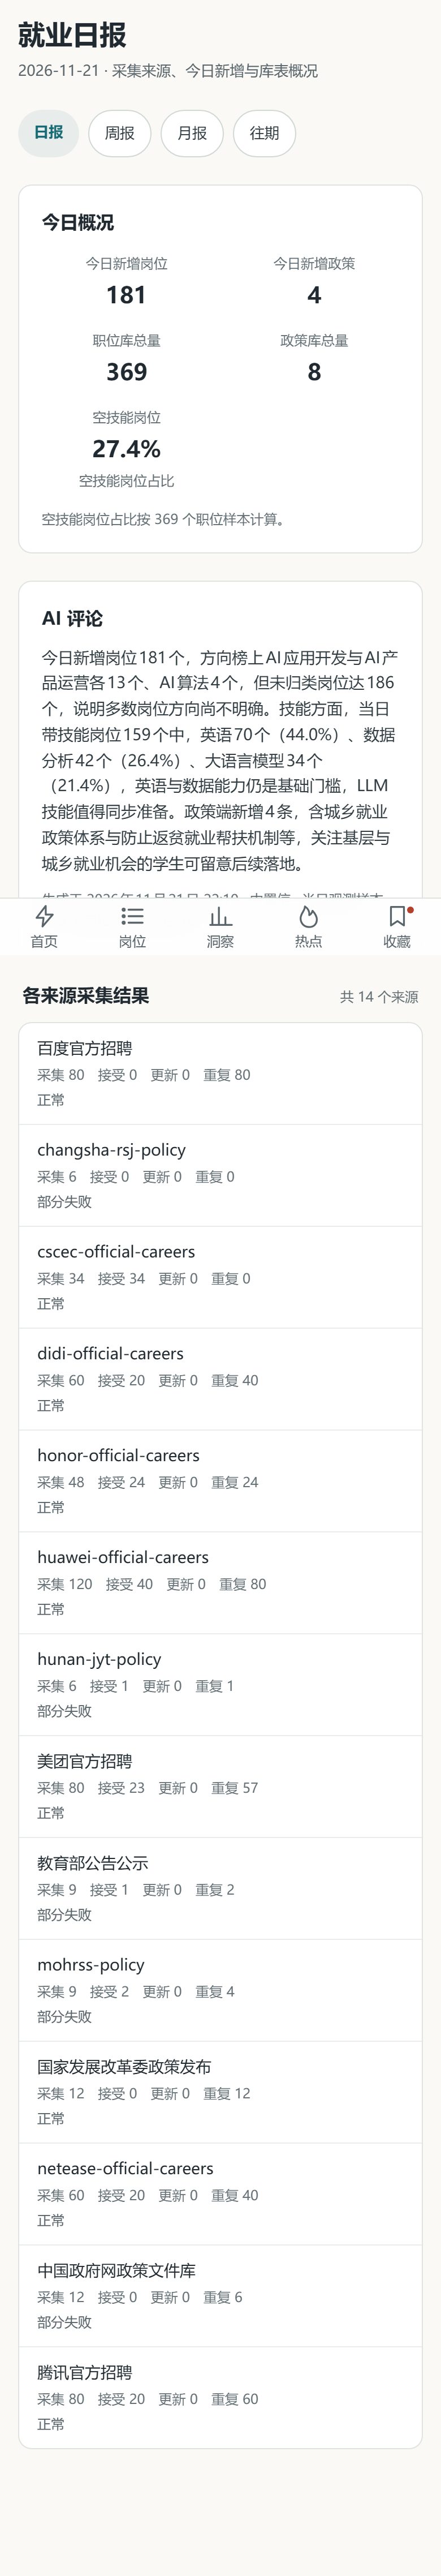 就业日报
2026-11-21 · 采集来源、今日新增与库表概况
日报 周报 月报 往期
今日概况
今日新增岗位 今日新增政策
181 4
职位库总量 政策库总量
369 8
空技能岗位
27.4%
空技能岗位占比
空技能岗位占比按 369 个职位样本计算。
AI 评论
今日新增岗位181个，方向榜上AI应用开发与AI产
品运营各13个、AI算法4个，但未归类岗位达186
个，说明多数岗位方向尚不明确。技能方面，当日
带技能岗位159个中，英语70个（44.0%）、数据
分析42个（26.4%）、大语言模型34个
（21.4%），英语与数据能力仍是基础门槛，LLM
技能值得同步准备。政策端新增4条，含城乡就业
政策体系与防止返贫就业帮扶机制等，关注基层与
城乡就业机会的学生可留意后续落地。
首页 岗位 洞察 热点 收藏
各来源采集结果 共 14 个来源
百度官方招聘
采集 80 接受 0 更新 0 重复 80
正常
changsha-rsj-policy
采集 6 接受 0 更新 0 重复 0
部分失败
cscec-official-careers
采集 34 接受 34 更新 0 重复 0
正常
didi-official-careers
采集 60 接受 20 更新 0 重复 40
正常
honor-official-careers
采集 48 接受 24 更新 0 重复 24
正常
huawei-official-careers
采集 120 接受 40 更新 0 重复 80
正常
hunan-jyt-policy
采集 6 接受 1 更新 0 重复 1
部分失败
美团官方招聘
采集 80 接受 23 更新 0 重复 57
正常
教育部公告公示
采集 9 接受 1 更新 0 重复 2
部分失败
mohrss-policy
采集 9 接受 2 更新 0 重复 4
部分失败
国家发展改革委政策发布
采集 12 接受 0 更新 0 重复 12
正常
netease-official-careers
采集 60 接受 20 更新 0 重复 40
正常
中国政府网政策文件库
采集 12 接受 0 更新 0 重复 6
部分失败
腾讯官方招聘
采集 80 接受 20 更新 0 重复 60
正常